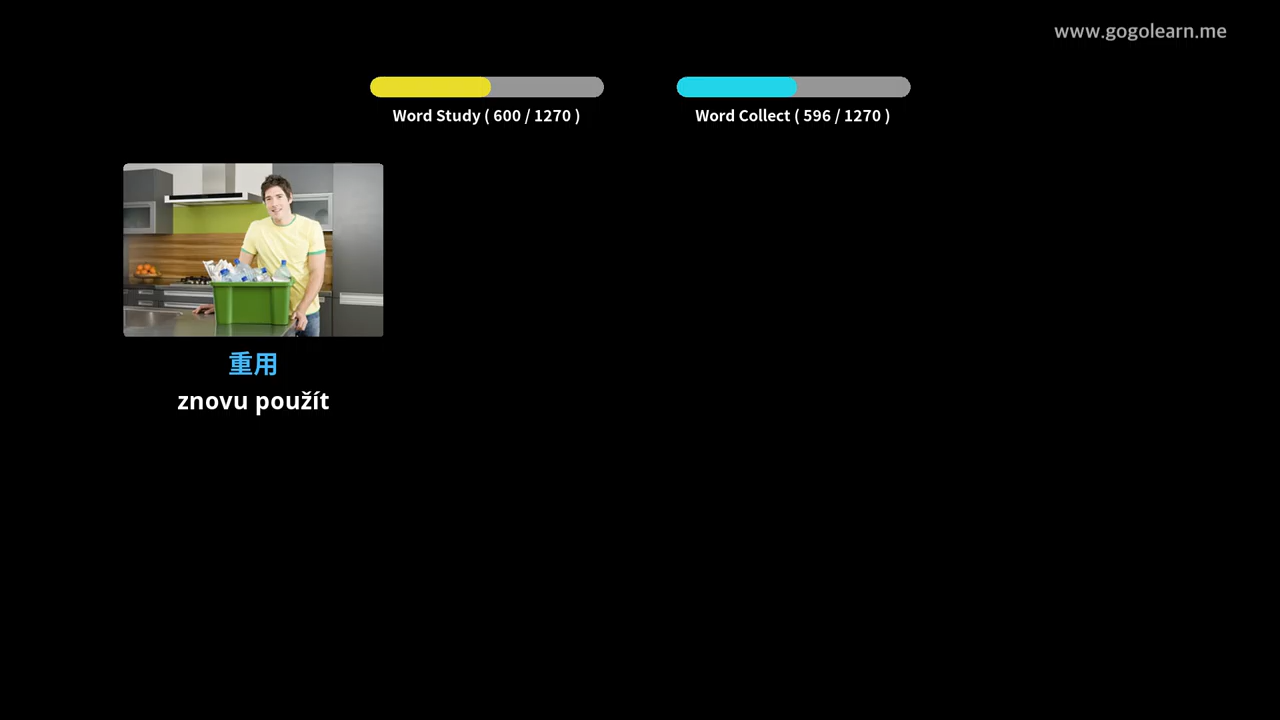 www.gogolearn.me
Word Study ( 600 / 1270 )
Word Collect ( 596 / 1270 )
重用
znovu použít